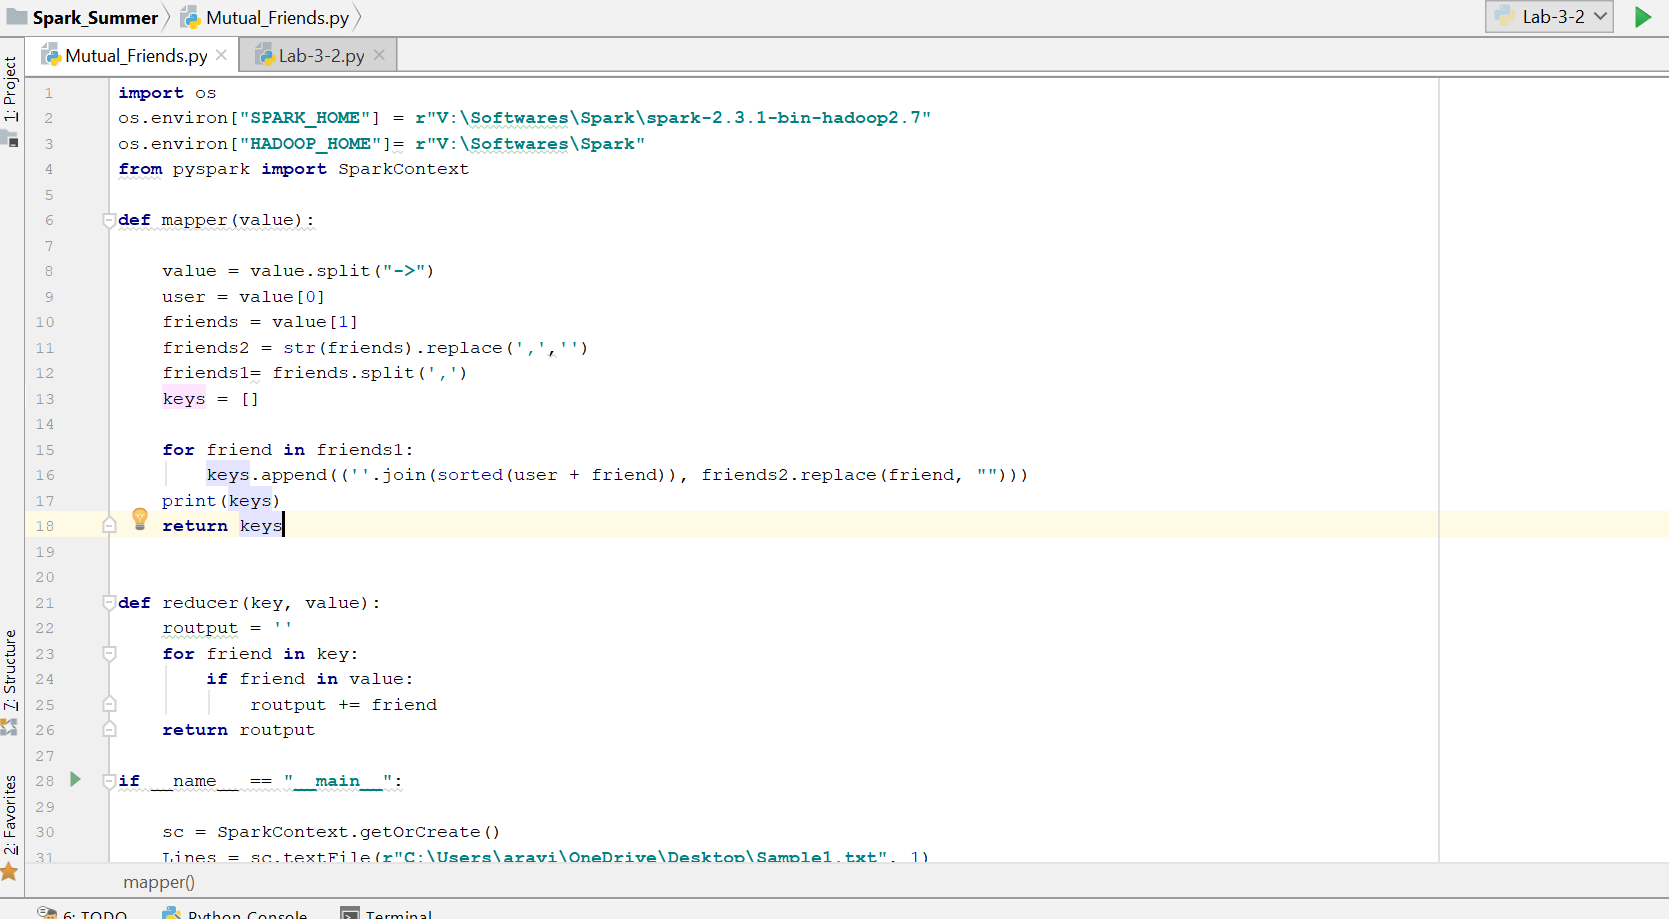 Spark_Summer Mutual_Friends.py Lab-3-2
Mutual_Friends.py Lab-3-2.py
1: Project
7: Structure
2: Favorites
1 import os
2 os.environ["SPARK_HOME"] = r"V:\Softwares\Spark\spark-2.3.1-bin-hadoop2.7"
3 os.environ["HADOOP_HOME"]= r"V:\Softwares\Spark"
4 from pyspark import SparkContext
5
6 def mapper(value):
7
8 value = value.split("->")
9 user = value[0]
10 friends = value[1]
11 friends2 = str(friends).replace(',','')
12 friends1= friends.split(',')
13 keys = []
14
15 for friend in friends1:
16 keys.append((''.join(sorted(user + friend)), friends2.replace(friend, "")))
17 print(keys)
18 return keys
19
20
21 def reducer(key, value):
22 routput = ''
23 for friend in key:
24 if friend in value:
25 routput += friend
26 return routput
27
28 if __name__ == "__main__":
29
30 sc = SparkContext.getOrCreate()
31 Lines = sc.textFile(r"C:\Users\aravi\OneDrive\Desktop\Sample1.txt", 1)
mapper()
6: TODO Python Console Terminal